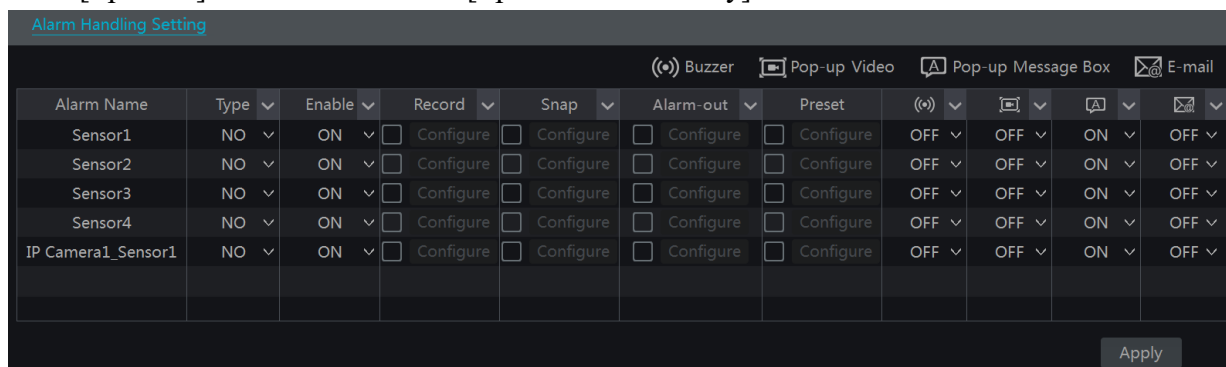 Alarm Handling Setting
Buzzer Pop-up Video A Pop-up Message Box E-mail
Alarm Name Type Enable Record Snap Alarm-out Preset A
Sensor1 NO ON Configure Configure Configure Configure OFF OFF ON OFF
Sensor2 NO ON Configure Configure Configure Configure OFF OFF ON OFF
Sensor3 NO ON Configure Configure Configure Configure OFF OFF ON OFF
Sensor4 NO ON Configure Configure Configure Configure OFF OFF ON OFF
IP Camera1_Sensor1 NO ON Configure Configure Configure Configure OFF OFF ON OFF
Apply